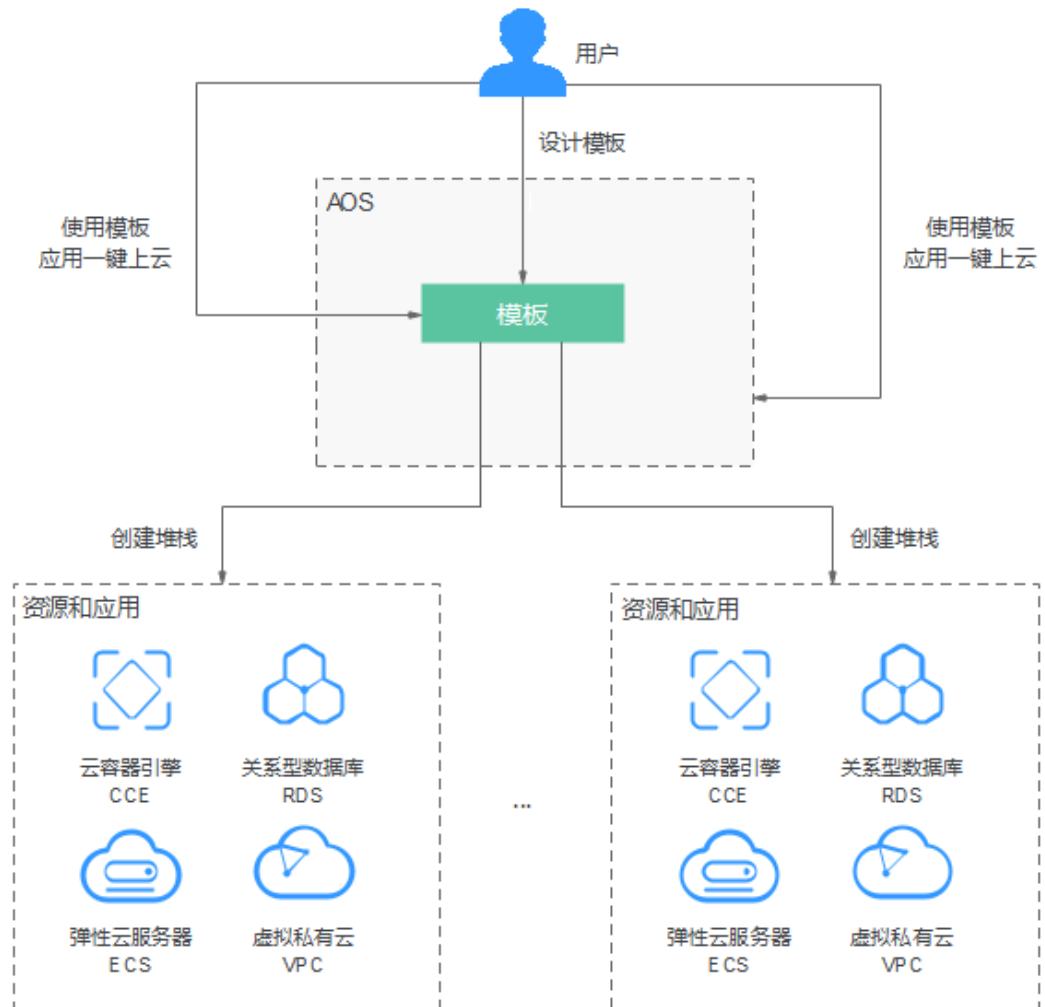 用户
设计模板
AOS
使用模板
应用一键上云
使用模板
应用一键上云
模板
创建堆栈
创建堆栈
资源和应用
资源和应用
云容器引擎
CCE
关系型数据库
RDS
云容器引擎
CCE
关系型数据库
RDS
...
弹性云服务器
ECS
虚拟私有云
VPC
弹性云服务器
ECS
虚拟私有云
VPC